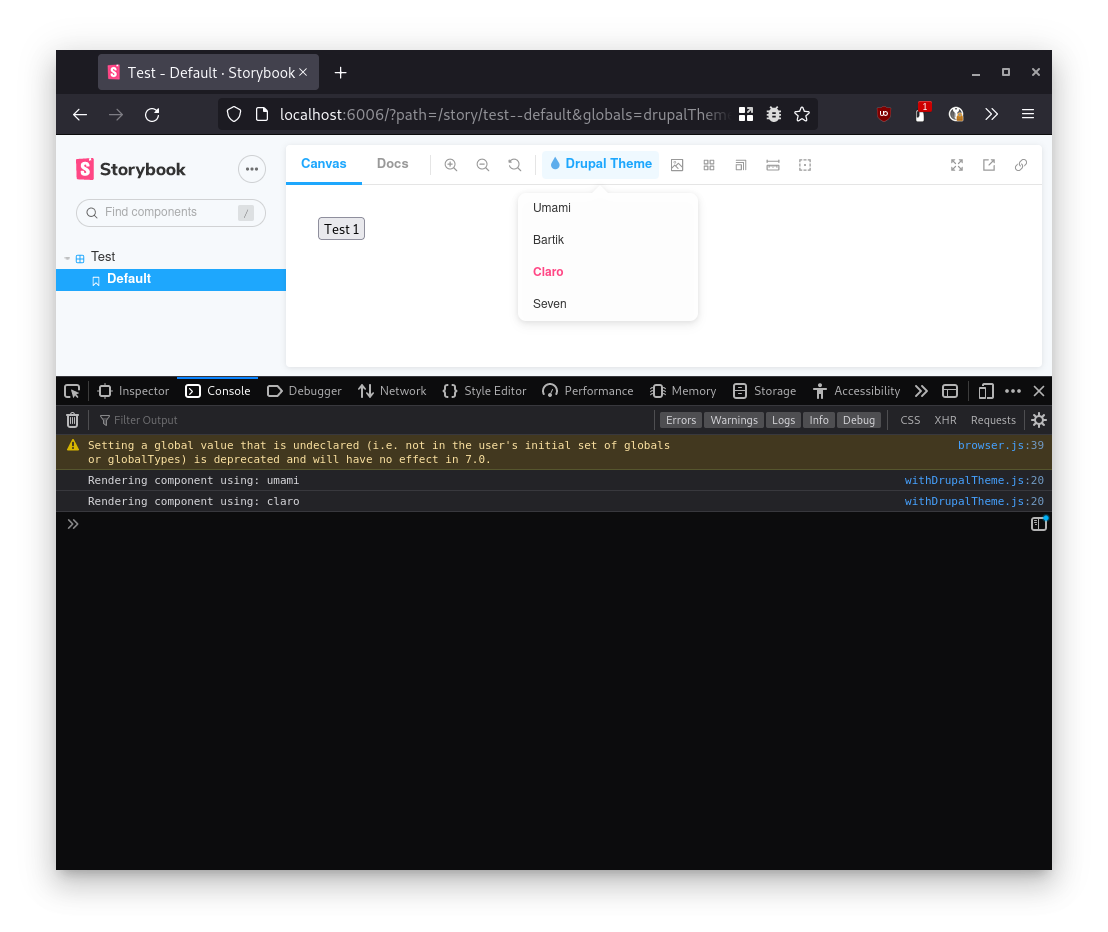 Test - Default · Storybook
localhost:6006/?path=/story/test--default&globals=drupalThem
1
Storybook
Canvas Docs Drupal Theme
Find components /
Umami
Test 1
Bartik
Test
Claro
Default
Seven
Inspector Console Debugger Network Style Editor Performance Memory Storage Accessibility
Filter Output Errors Warnings Logs Info Debug CSS XHR Requests
Setting a global value that is undeclared (i.e. not in the user's initial set of globals browser.js:39
or globalTypes) is deprecated and will have no effect in 7.0.
Rendering component using: umami withDrupalTheme.js:20
Rendering component using: claro withDrupalTheme.js:20